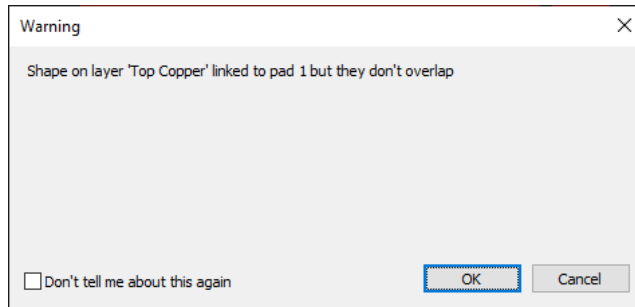 Warning
Shape on layer 'Top Copper' linked to pad 1 but they don't overlap
Don't tell me about this again
OK
Cancel